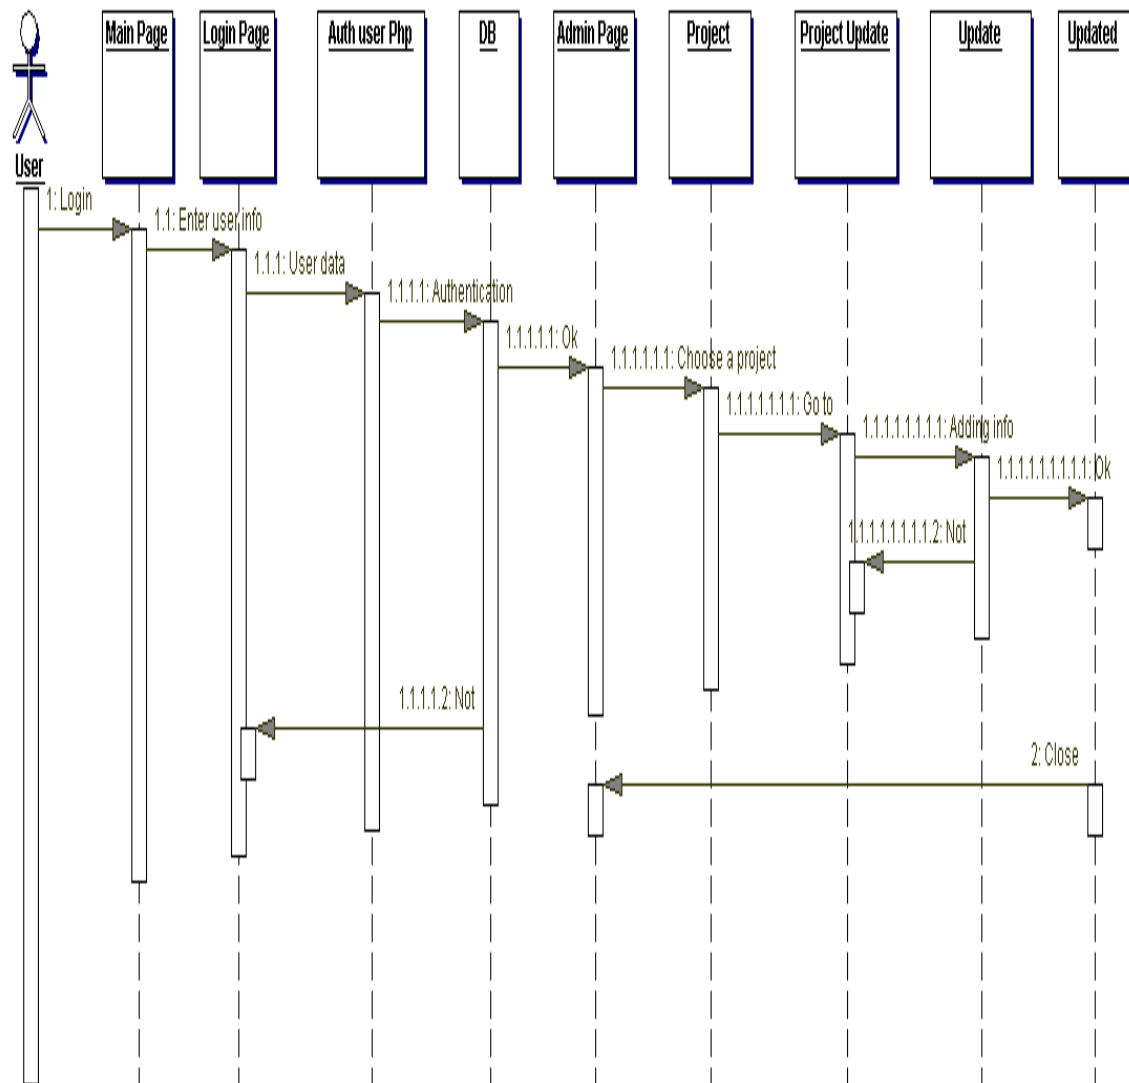 Main Page
Login Page
Auth user Php
DB
Admin Page
Project
Project Update
Update
Updated
User
1: Login
1.1: Enter user info
1.1.1: User data
1.1.1.1: Authentication
1.1.1.1.1: Ok
1.1.1.1.1.1: Choose a project
1.1.1.1.1.1.1: Go to
1.1.1.1.1.1.1.1: Adding info
1.1.1.1.1.1.1.1.1: Ok
1.1.1.1.1.1.1.1.2: Not
1.1.1.1.2: Not
2: Close